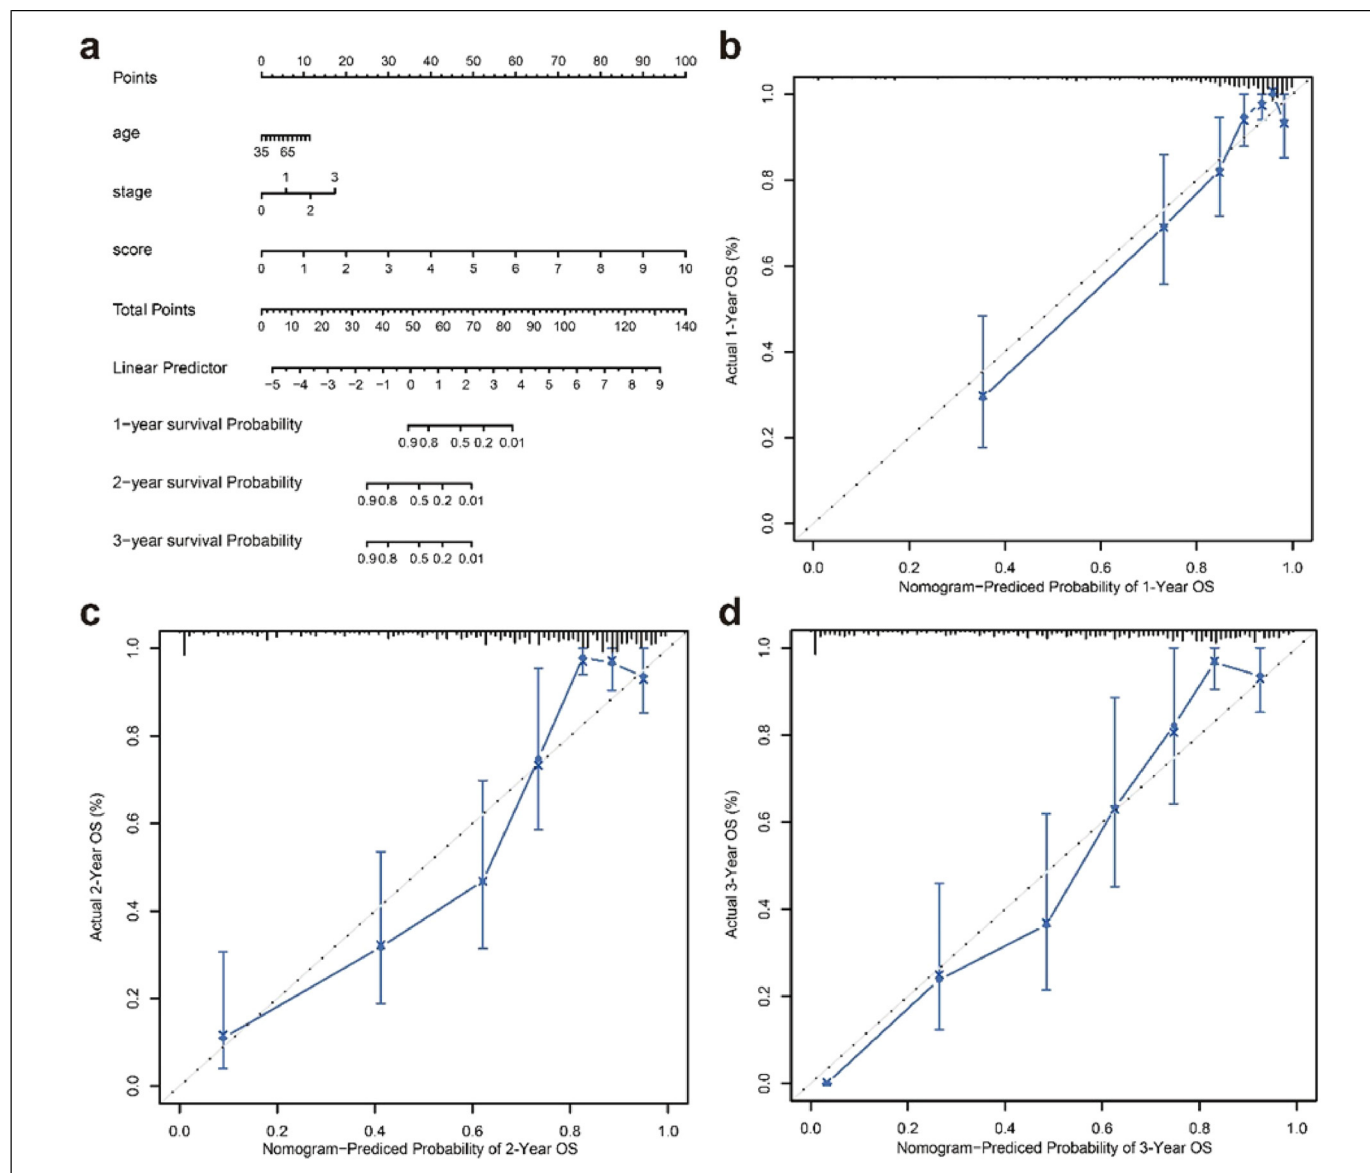 a
0 10 20 30 40 50 60 70 80 90 100
Points
age
35 65
1 3
stage
0 2
score
0 1 2 3 4 5 6 7 8 9 10
Total Points
0 10 20 30 40 50 60 70 80 90 100 120 140
Linear Predictor
−5 −4 −3 −2 −1 0 1 2 3 4 5 6 7 8 9
1−year survival Probability
0.9 0.8 0.5 0.2 0.01
2−year survival Probability
0.9 0.8 0.5 0.2 0.01
3−year survival Probability
0.9 0.8 0.5 0.2 0.01
b
Actual 1-Year OS (%)
1.0
0.8
0.6
0.4
0.2
0.0
0.0 0.2 0.4 0.6 0.8 1.0
Nomogram−Prediced Probability of 1-Year OS
c
Actual 2-Year OS (%)
1.0
0.8
0.6
0.4
0.2
0.0
0.0 0.2 0.4 0.6 0.8 1.0
Nomogram−Prediced Probability of 2-Year OS
d
Actual 3-Year OS (%)
1.0
0.8
0.6
0.4
0.2
0.0
0.0 0.2 0.4 0.6 0.8 1.0
Nomogram−Prediced Probability of 3-Year OS